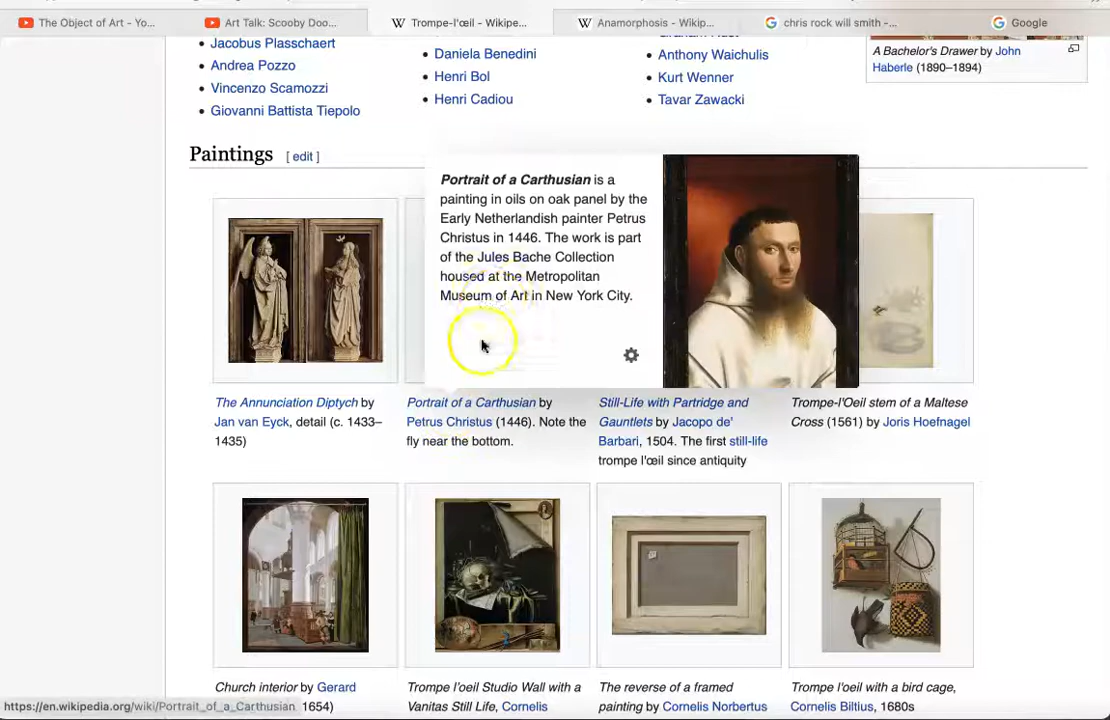 The Object of Art - Yo...
Art Talk: Scooby Doo...
Trompe-l'œil - Wikipe...
Anamorphosis - Wikip...
chris rock will smith -...
Google
Jacobus Plasschaert
Andrea Pozzo
Vincenzo Scamozzi
Giovanni Battista Tiepolo
Daniela Benedini
Henri Bol
Henri Cadiou
Anthony Waichulis
Kurt Wenner
Tavar Zawacki
A Bachelor's Drawer by John
Haberle (1890–1894)
Paintings [ edit ]
Portrait of a Carthusian is a
painting in oils on oak panel by the
Early Netherlandish painter Petrus
Christus in 1446. The work is part
of the Jules Bache Collection
housed at the Metropolitan
Museum of Art in New York City.
The Annunciation Diptych by
Jan van Eyck, detail (c. 1433–
1435)
Portrait of a Carthusian by
Petrus Christus (1446). Note the
fly near the bottom.
Still-Life with Partridge and
Gauntlets by Jacopo de'
Barbari, 1504. The first still-life
trompe l'œil since antiquity
Trompe-l'Oeil stem of a Maltese
Cross (1561) by Joris Hoefnagel
Church interior by Gerard
1654)
Trompe l'oeil Studio Wall with a
Vanitas Still Life, Cornelis
The reverse of a framed
painting by Cornelis Norbertus
Trompe l'oeil with a bird cage,
Cornelis Biltius, 1680s
https://en.wikipedia.org/wiki/Portrait_of_a_Carthusian